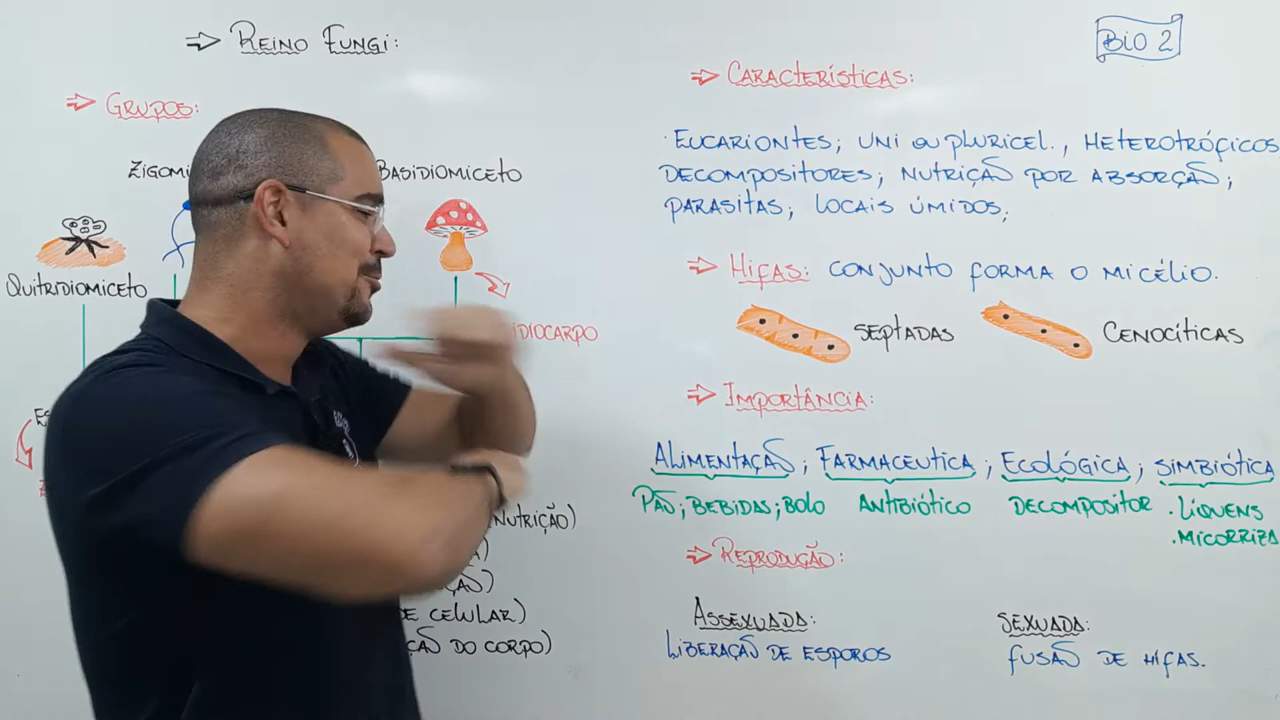 ⇒ REINO FUNGI:
⇒ GRUPOS:
BASIDIOMICETO
QUITRIDIOMICETO
NUTRIÇÃO)
DE CELULAR)
DO CORPO)
BIO 2
⇒ CARACTERÍSTICAS:
· EUCARIONTES; UNI OU PLURICEL., HETEROTRÓFICOS
DECOMPOSITORES; NUTRIÇÃO POR ABSORÇÃO;
PARASITAS; LOCAIS ÚMIDOS;
⇒ HIFAS: CONJUNTO FORMA O MICÉLIO.
SEPTADAS CENOCÍTICAS
⇒ IMPORTÂNCIA:
ALIMENTAÇÃO; FARMACEUTICA; ECOLÓGICA; SIMBIÓTICA
PÃO; BEBIDAS; BOLO ANTIBIÓTICO DECOMPOSITOR . LÍQUENS
. MICORRIZA
⇒ REPRODUÇÃO:
ASSEXUADA: SEXUADA:
LIBERAÇÃO DE ESPOROS FUSÃO DE HIFAS.